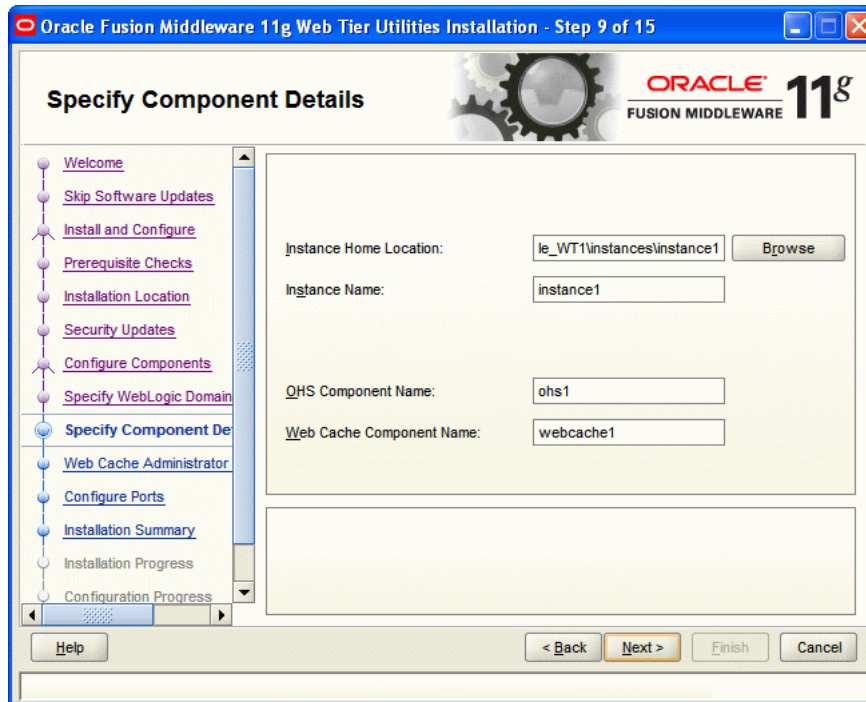 Oracle Fusion Middleware 11g Web Tier Utilities Installation - Step 9 of 15
Specify Component Details
ORACLE
FUSION MIDDLEWARE 11g
Welcome
Skip Software Updates
Install and Configure
Prerequisite Checks
Installation Location
Security Updates
Configure Components
Specify WebLogic Domain
Specify Component De
Web Cache Administrator
Configure Ports
Installation Summary
Installation Progress
Configuration Progress
Instance Home Location: le_WT1\instances\instance1 Browse
Instance Name: instance1
OHS Component Name: ohs1
Web Cache Component Name: webcache1
Help < Back Next > Finish Cancel